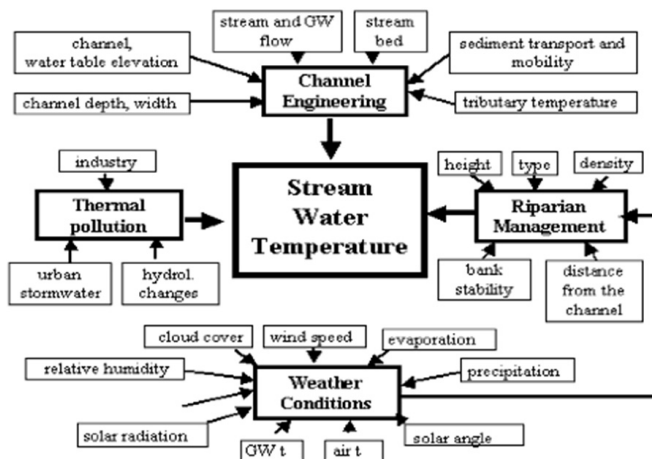 stream and GW
flow
stream
bed
channel,
water table elevation
sediment transport and
mobility
Channel
Engineering
channel depth, width
tributary temperature
industry
height
type
density
Thermal
pollution
Stream
Water
Temperature
Riparian
Management
urban
stormwater
hydrol.
changes
bank
stability
distance
from the
channel
cloud cover
wind speed
evaporation
relative humidity
precipitation
Weather
Conditions
solar radiation
GW t
air t
solar angle